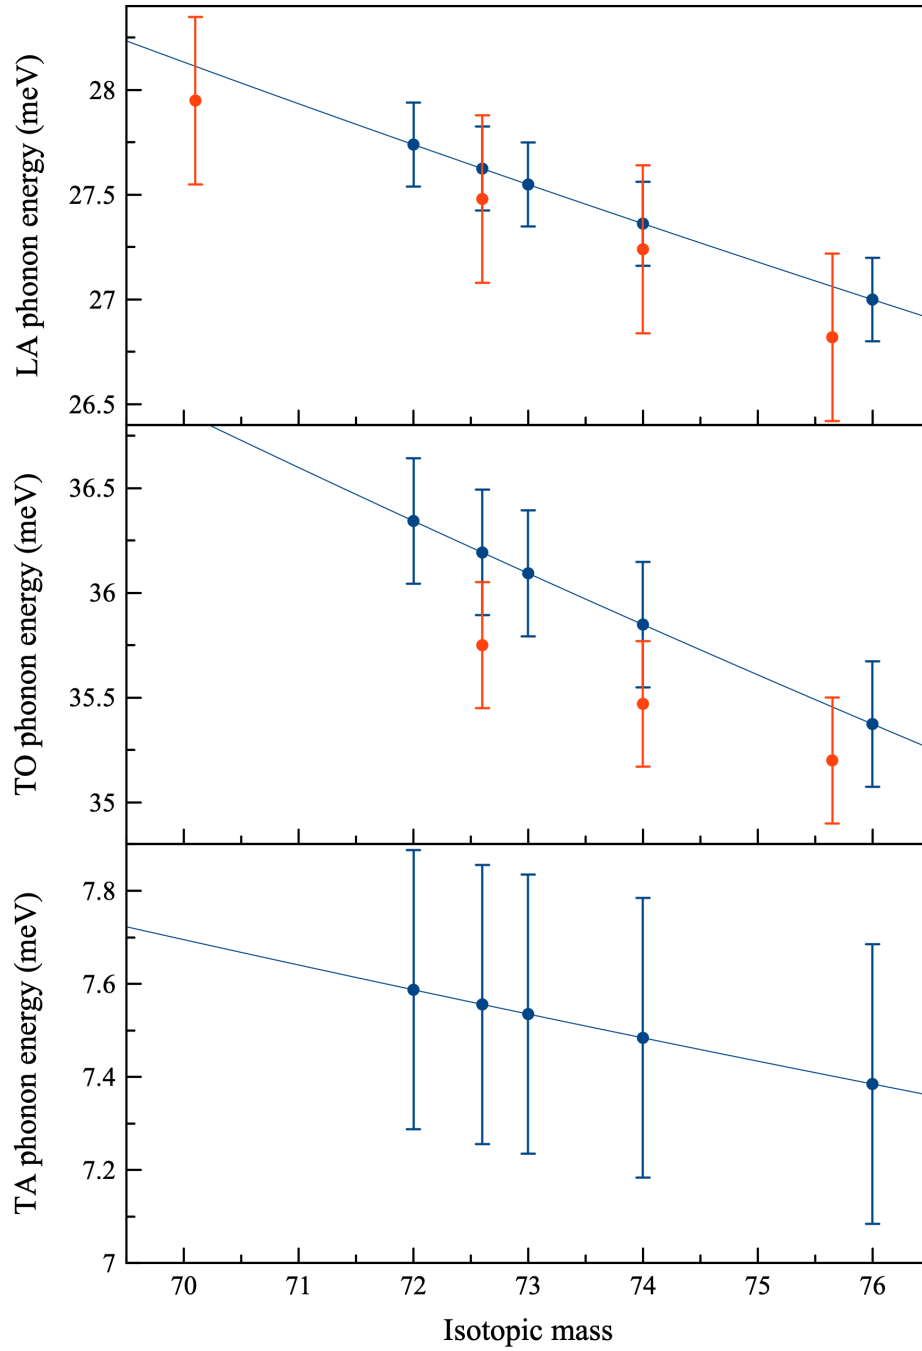 LA phonon energy (meV)
28
27.5
27
26.5
TO phonon energy (meV)
36.5
36
35.5
35
TA phonon energy (meV)
7.8
7.6
7.4
7.2
7
70 71 72 73 74 75 76
Isotopic mass